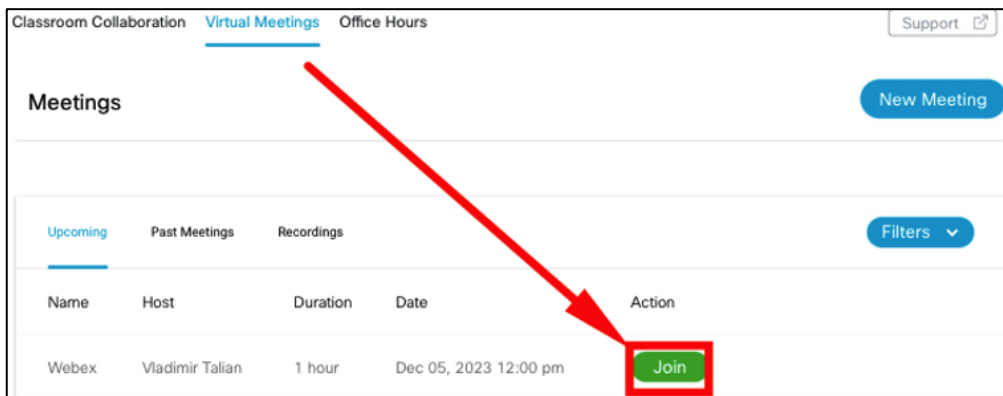 Classroom Collaboration Virtual Meetings Office Hours Support
Meetings New Meeting
Upcoming Past Meetings Recordings Filters
Name Host Duration Date Action
Webex Vladimir Talian 1 hour Dec 05, 2023 12:00 pm Join